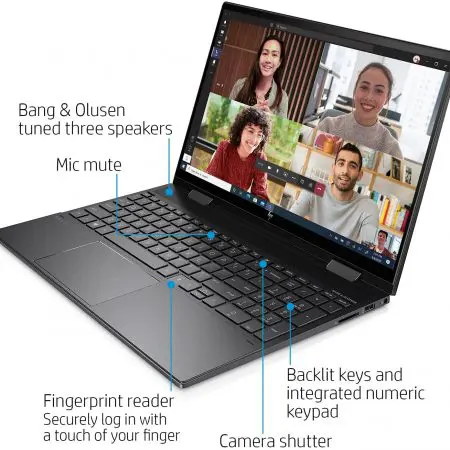 Bang & Olusen
tuned three speakers
Mic mute
hp
Fingerprint reader
Securely log in with
a touch of your finger
Backlit keys and
integrated numeric
keypad
Camera shutter